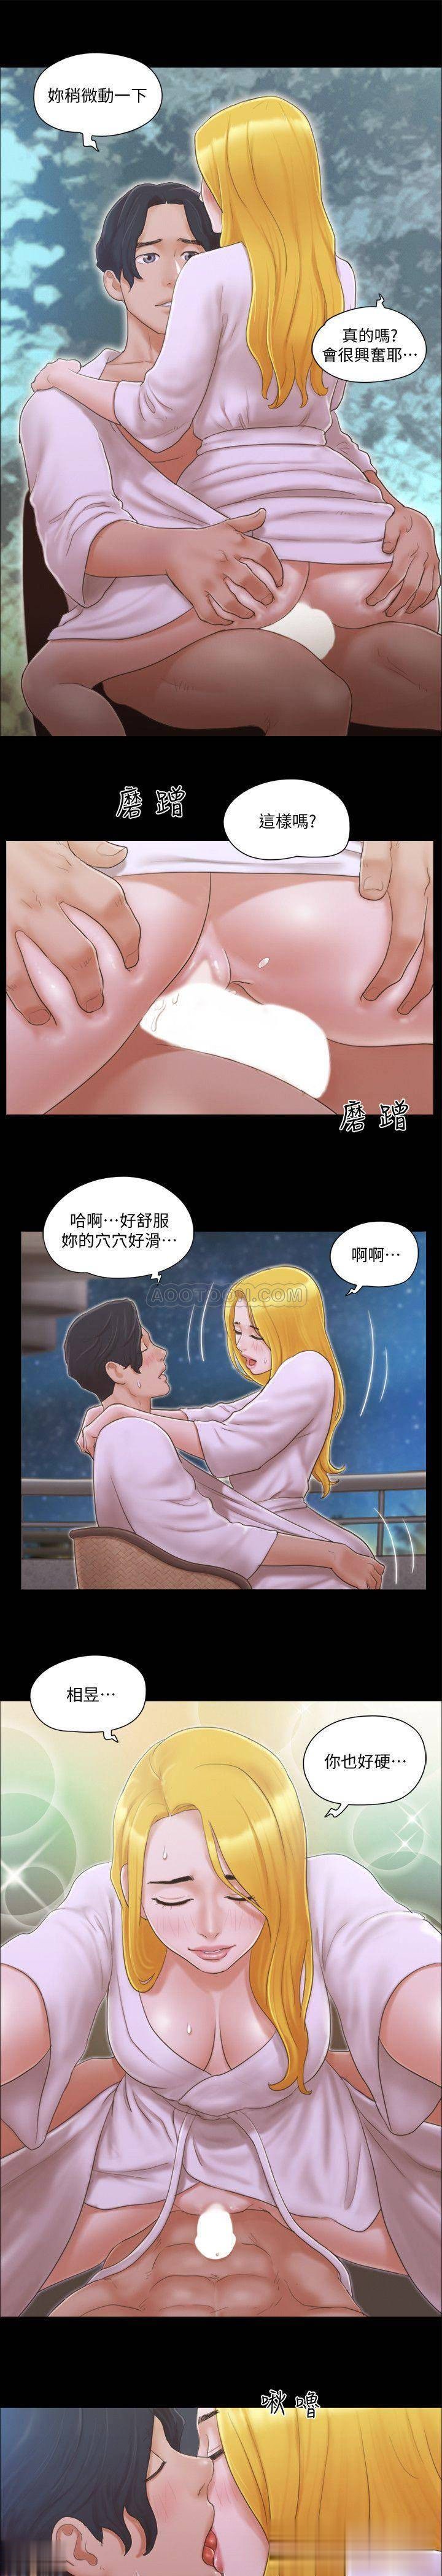 妳稍微動一下
真的嗎?
會很興奮耶…
磨蹭
這樣嗎?
磨蹭
哈啊…好舒服
妳的穴穴好滑…
啊啊…
AOOTOON.COM
相昱…
你也好硬…
啾嚕